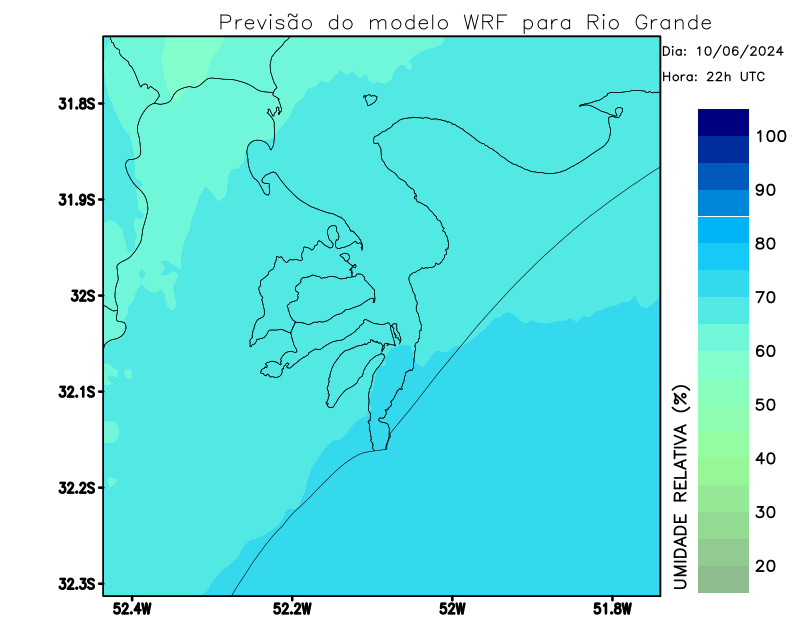 Previsão do modelo WRF para Rio Grande
Dia: 10/06/2024
Hora: 22h UTC
31.8S
31.9S
32S
32.1S
32.2S
32.3S
52.4W
52.2W
52W
51.8W
100
90
80
70
60
50
40
30
20
UMIDADE RELATIVA (%)